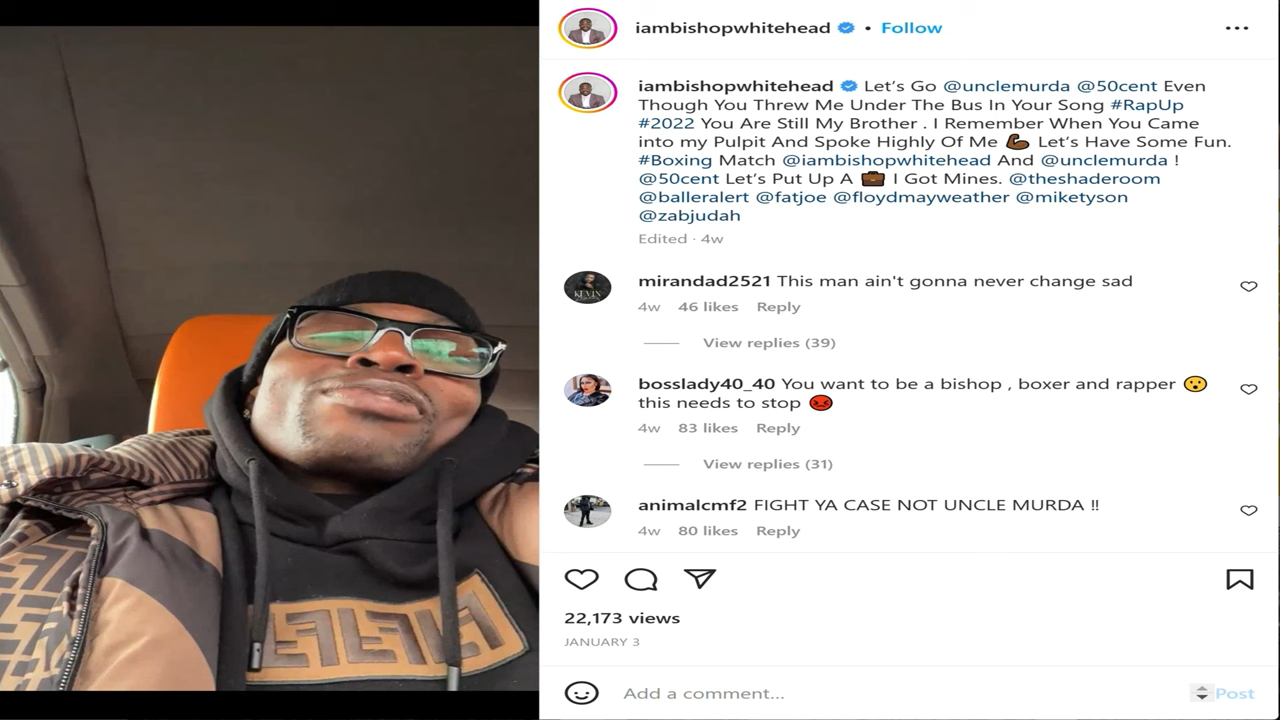 iambishopwhitehead • Follow
iambishopwhitehead Let's Go @unclemurda @50cent Even
Though You Threw Me Under The Bus In Your Song #RapUp
#2022 You Are Still My Brother . I Remember When You Came
into my Pulpit And Spoke Highly Of Me 💪🏿 Let's Have Some Fun.
#Boxing Match @iambishopwhitehead And @unclemurda !
@50cent Let's Put Up A 💼 I Got Mines. @theshaderoom
@balleralert @fatjoe @floydmayweather @miketyson
@zabjudah
Edited · 4w
mirandad2521 This man ain't gonna never change sad
4w 46 likes Reply
View replies (39)
bosslady40_40 You want to be a bishop , boxer and rapper 😮
this needs to stop 😡
4w 83 likes Reply
View replies (31)
animalcmf2 FIGHT YA CASE NOT UNCLE MURDA !!
4w 80 likes Reply
22,173 views
JANUARY 3
Add a comment...
Post